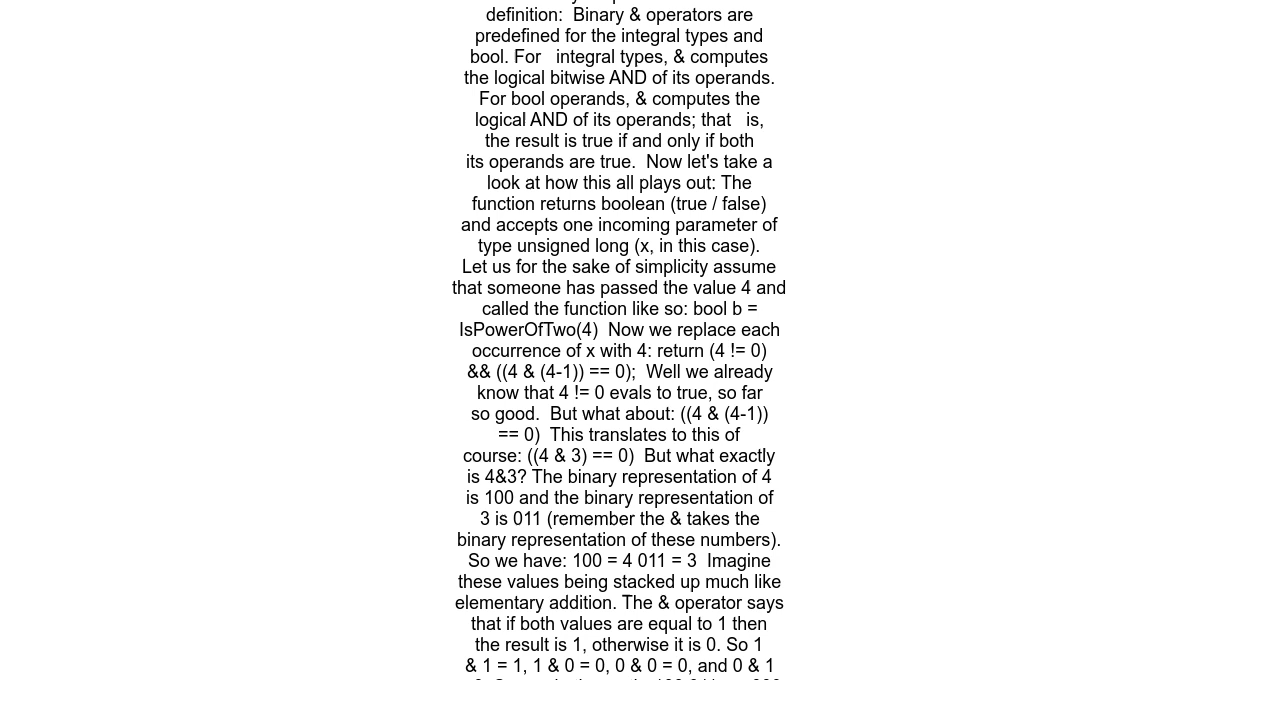 definition:  Binary & operators are
predefined for the integral types and
bool. For   integral types, & computes
the logical bitwise AND of its operands.
For bool operands, & computes the
logical AND of its operands; that   is,
the result is true if and only if both
its operands are true.  Now let's take a
look at how this all plays out: The
function returns boolean (true / false)
and accepts one incoming parameter of
type unsigned long (x, in this case).
Let us for the sake of simplicity assume
that someone has passed the value 4 and
called the function like so: bool b =
IsPowerOfTwo(4)  Now we replace each
occurrence of x with 4: return (4 != 0)
&& ((4 & (4-1)) == 0);  Well we already
know that 4 != 0 evals to true, so far
so good.  But what about: ((4 & (4-1))
== 0)  This translates to this of
course: ((4 & 3) == 0)  But what exactly
is 4&3? The binary representation of 4
is 100 and the binary representation of
3 is 011 (remember the & takes the
binary representation of these numbers).
So we have: 100 = 4 011 = 3  Imagine
these values being stacked up much like
elementary addition. The & operator says
that if both values are equal to 1 then
the result is 1, otherwise it is 0. So 1
& 1 = 1, 1 & 0 = 0, 0 & 0 = 0, and 0 & 1